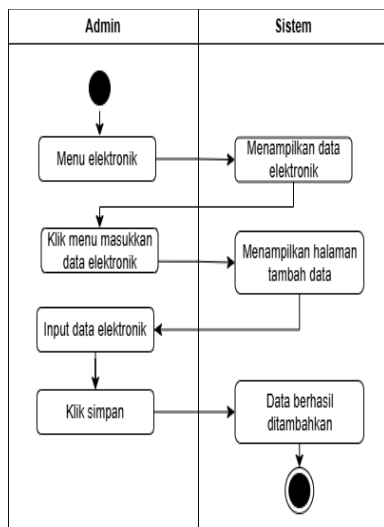 Admin
Sistem
Menu elektronik
Menampilkan data
elektronik
Klik menu masukkan
data elektronik
Menampilkan halaman
tambah data
Input data elektronik
Klik simpan
Data berhasil
ditambahkan